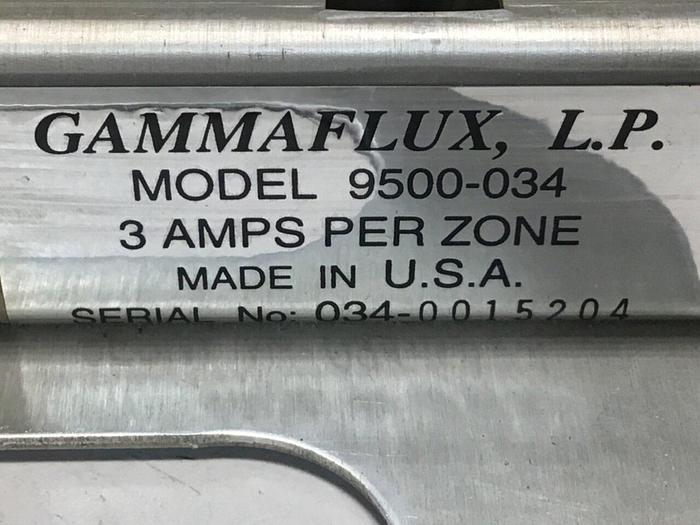 GAMMAFLUX, L.P.
MODEL 9500-034
3 AMPS PER ZONE
MADE IN U.S.A.
SERIAL No: 034-0015204